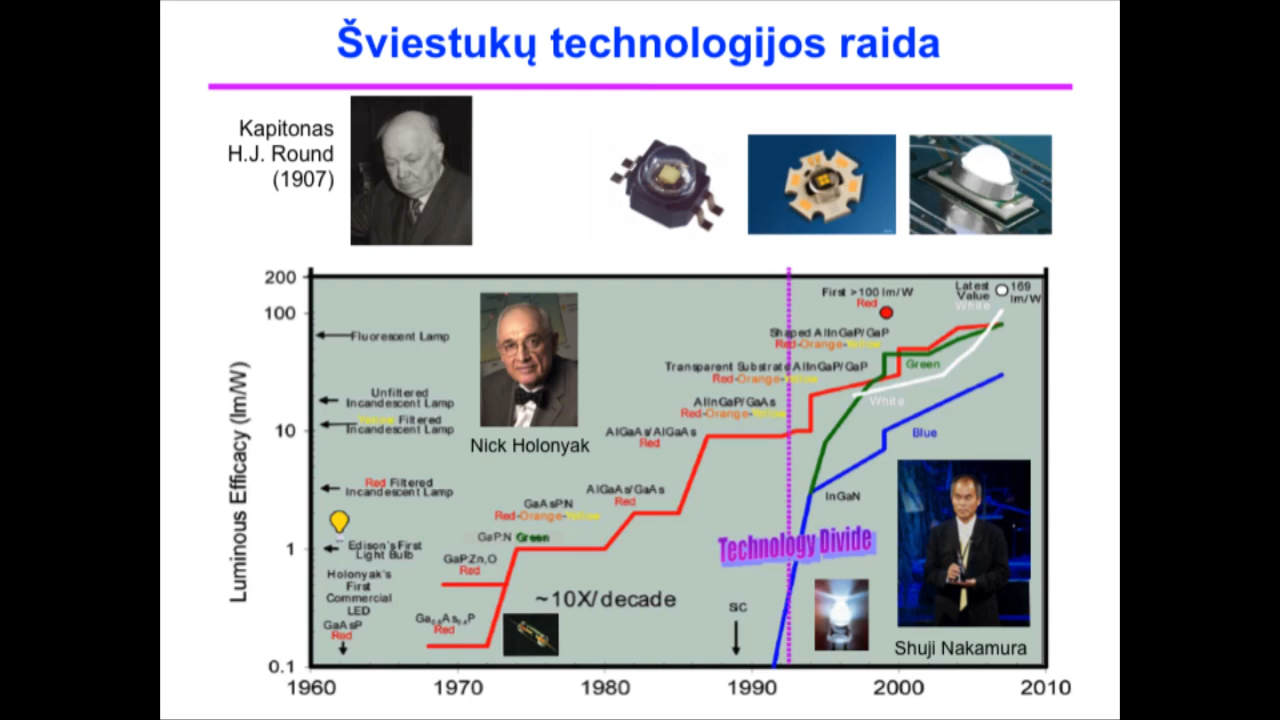 Šviestukų technologijos raida
Kapitonas
H.J. Round
(1907)
Luminous Efficacy (lm/W)
200
100
10
1
0.1
1960
1970
1980
1990
2000
2010
Fluorescent Lamp
Unfiltered
Incandescent Lamp
Yellow Filtered
Incandescent Lamp
Red Filtered
Incandescent Lamp
Edison's First
Light Bulb
Holonyak's
First
Commercial
LED
GaAsP
Red
Nick Holonyak
GaAsP:N
Red-Orange-Yellow
GaP:N Green
GaP:Zn,O
Red
Red
~10X/decade
AlGaAs/GaAs
Red
AlGaAs/AlGaAs
Red
AlInGaP/GaAs
Red-Orange-Yellow
Transparent Substrate AlInGaP/GaP
Red-Orange-Yellow
Shaped AlInGaP/GaP
Red-Orange-Yellow
First >100 lm/W
Red
Latest
Value
169
lm/W
White
Green
White
Blue
InGaN
Technology Divide
SiC
Shuji Nakamura